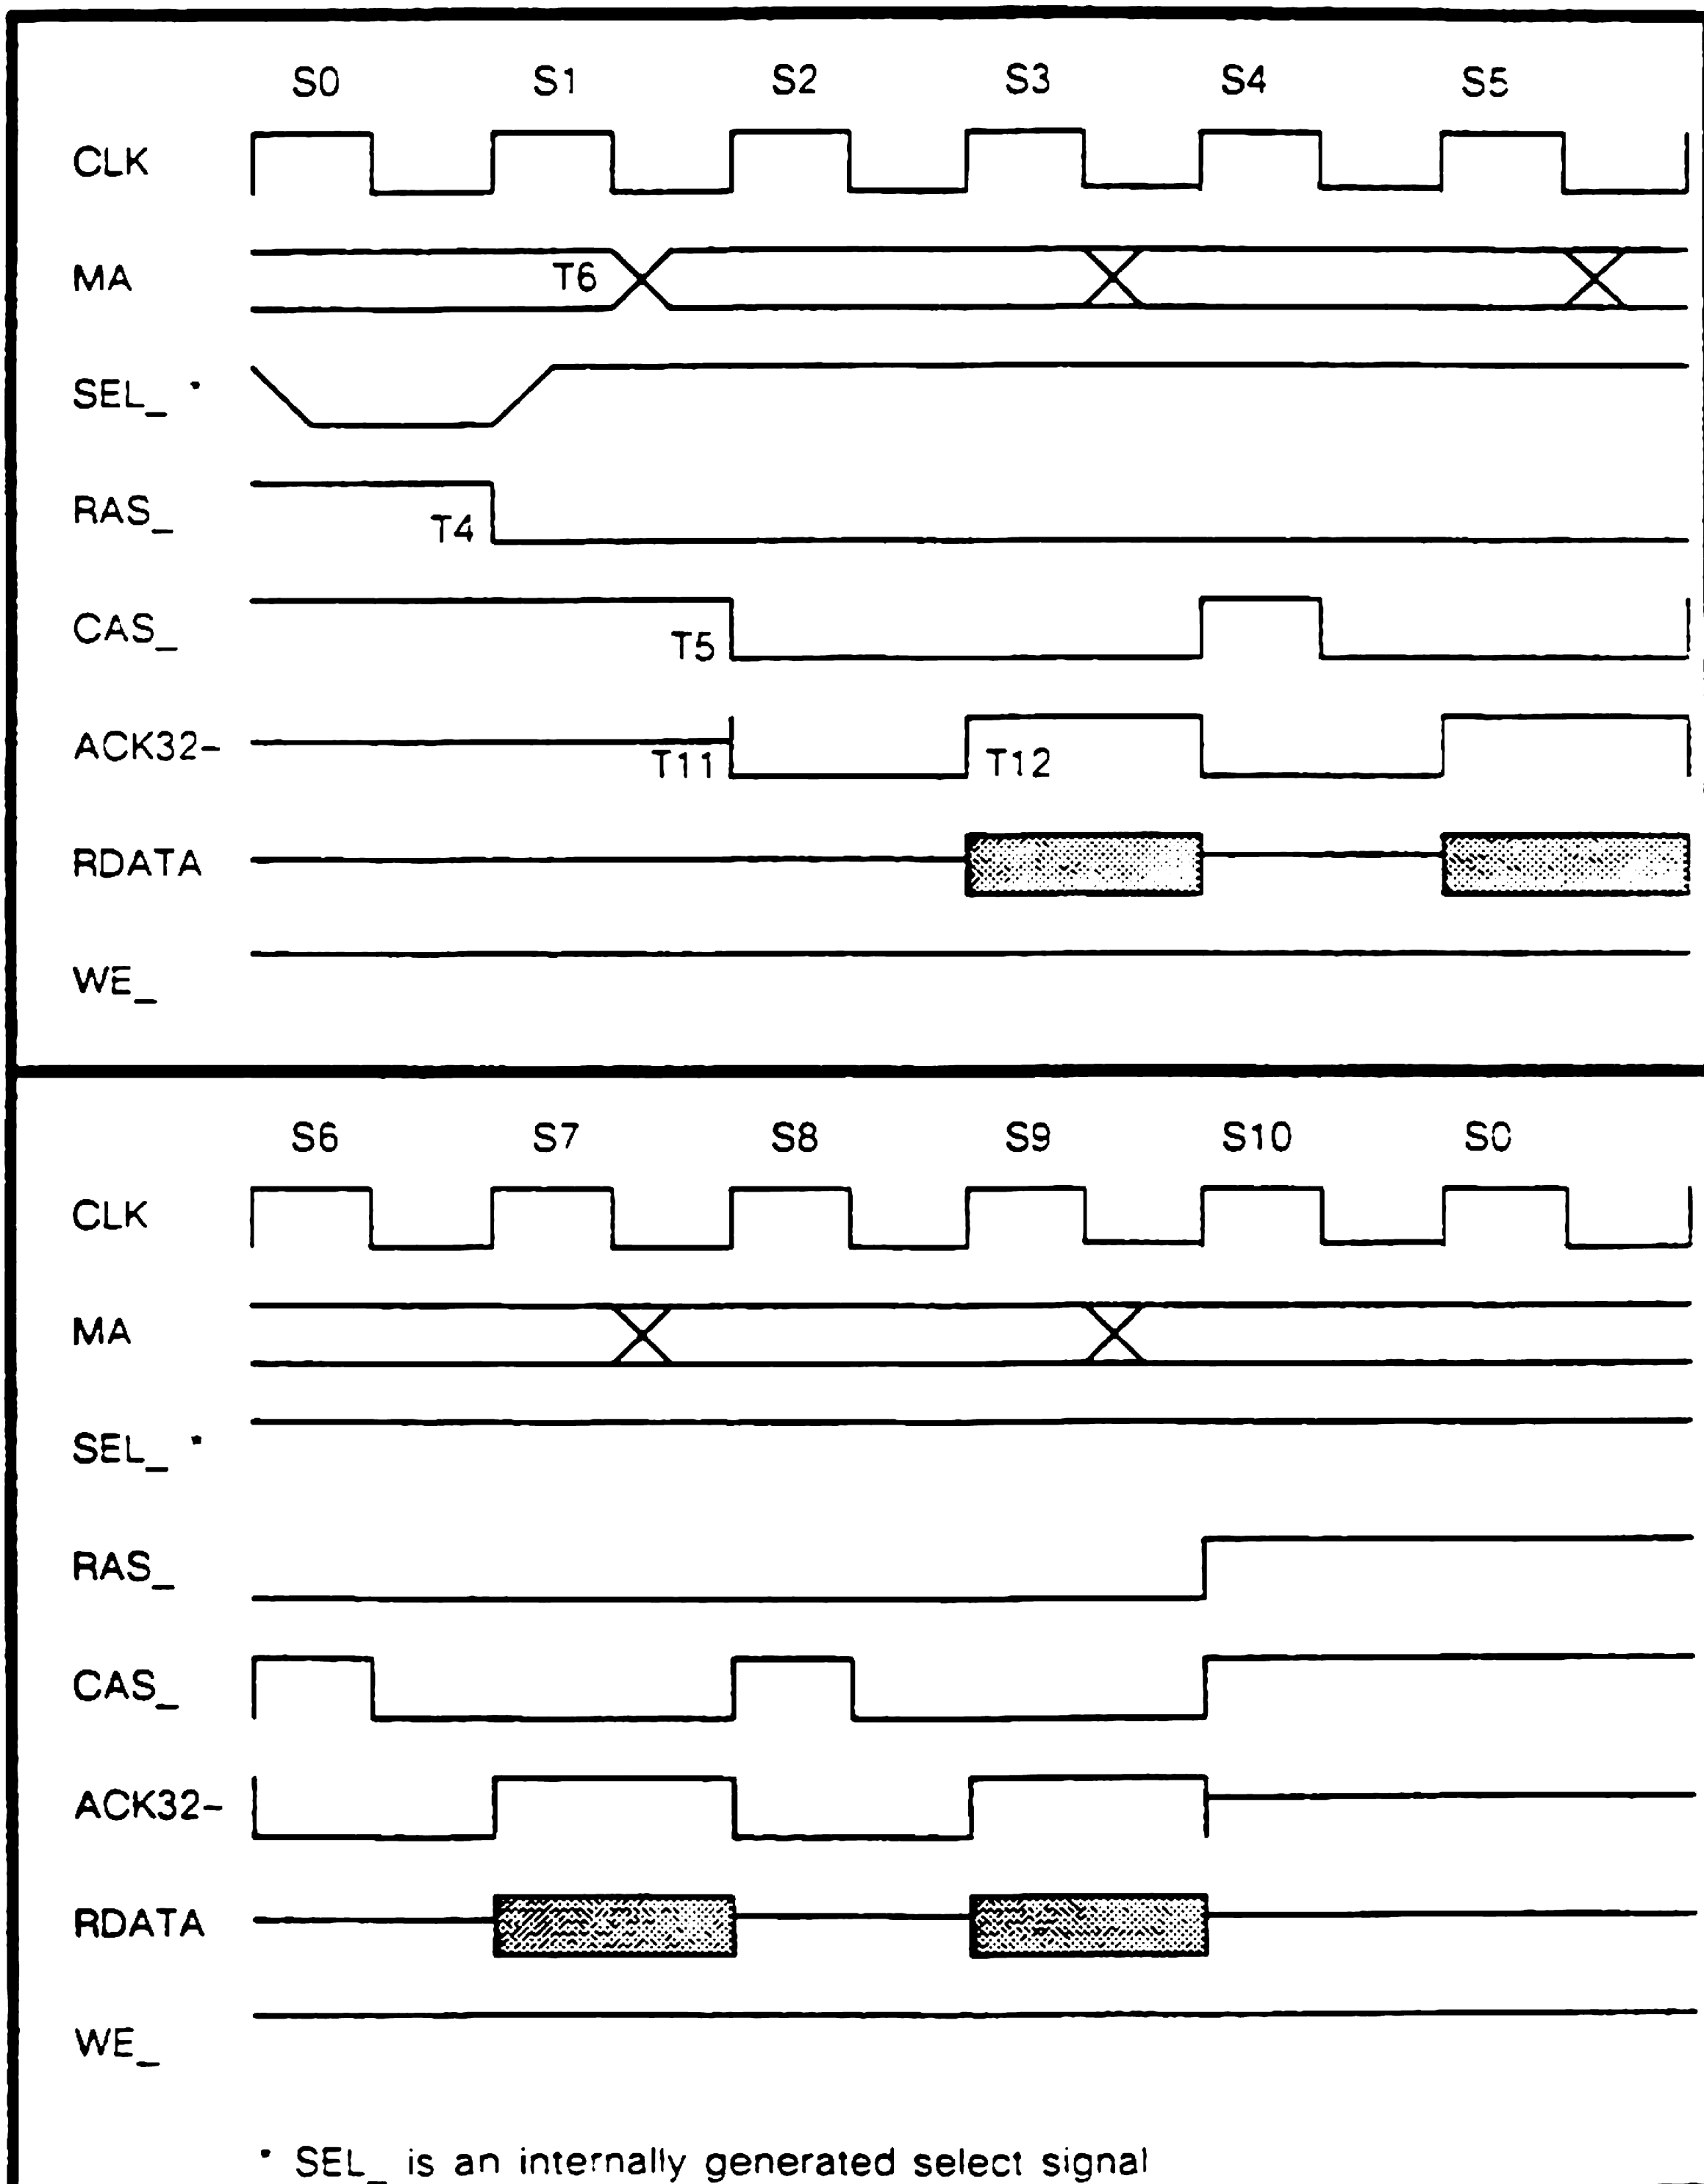 S0 S1 S2 S3 S4 S5
CLK
MA T6
SEL_ *
RAS_ T4
CAS_ T5
ACK32- T11 T12
RDATA
WE_
S6 S7 S8 S9 S10 S0
CLK
MA
SEL_ *
RAS_
CAS_
ACK32-
RDATA
WE_
* SEL_ is an internally generated select signal